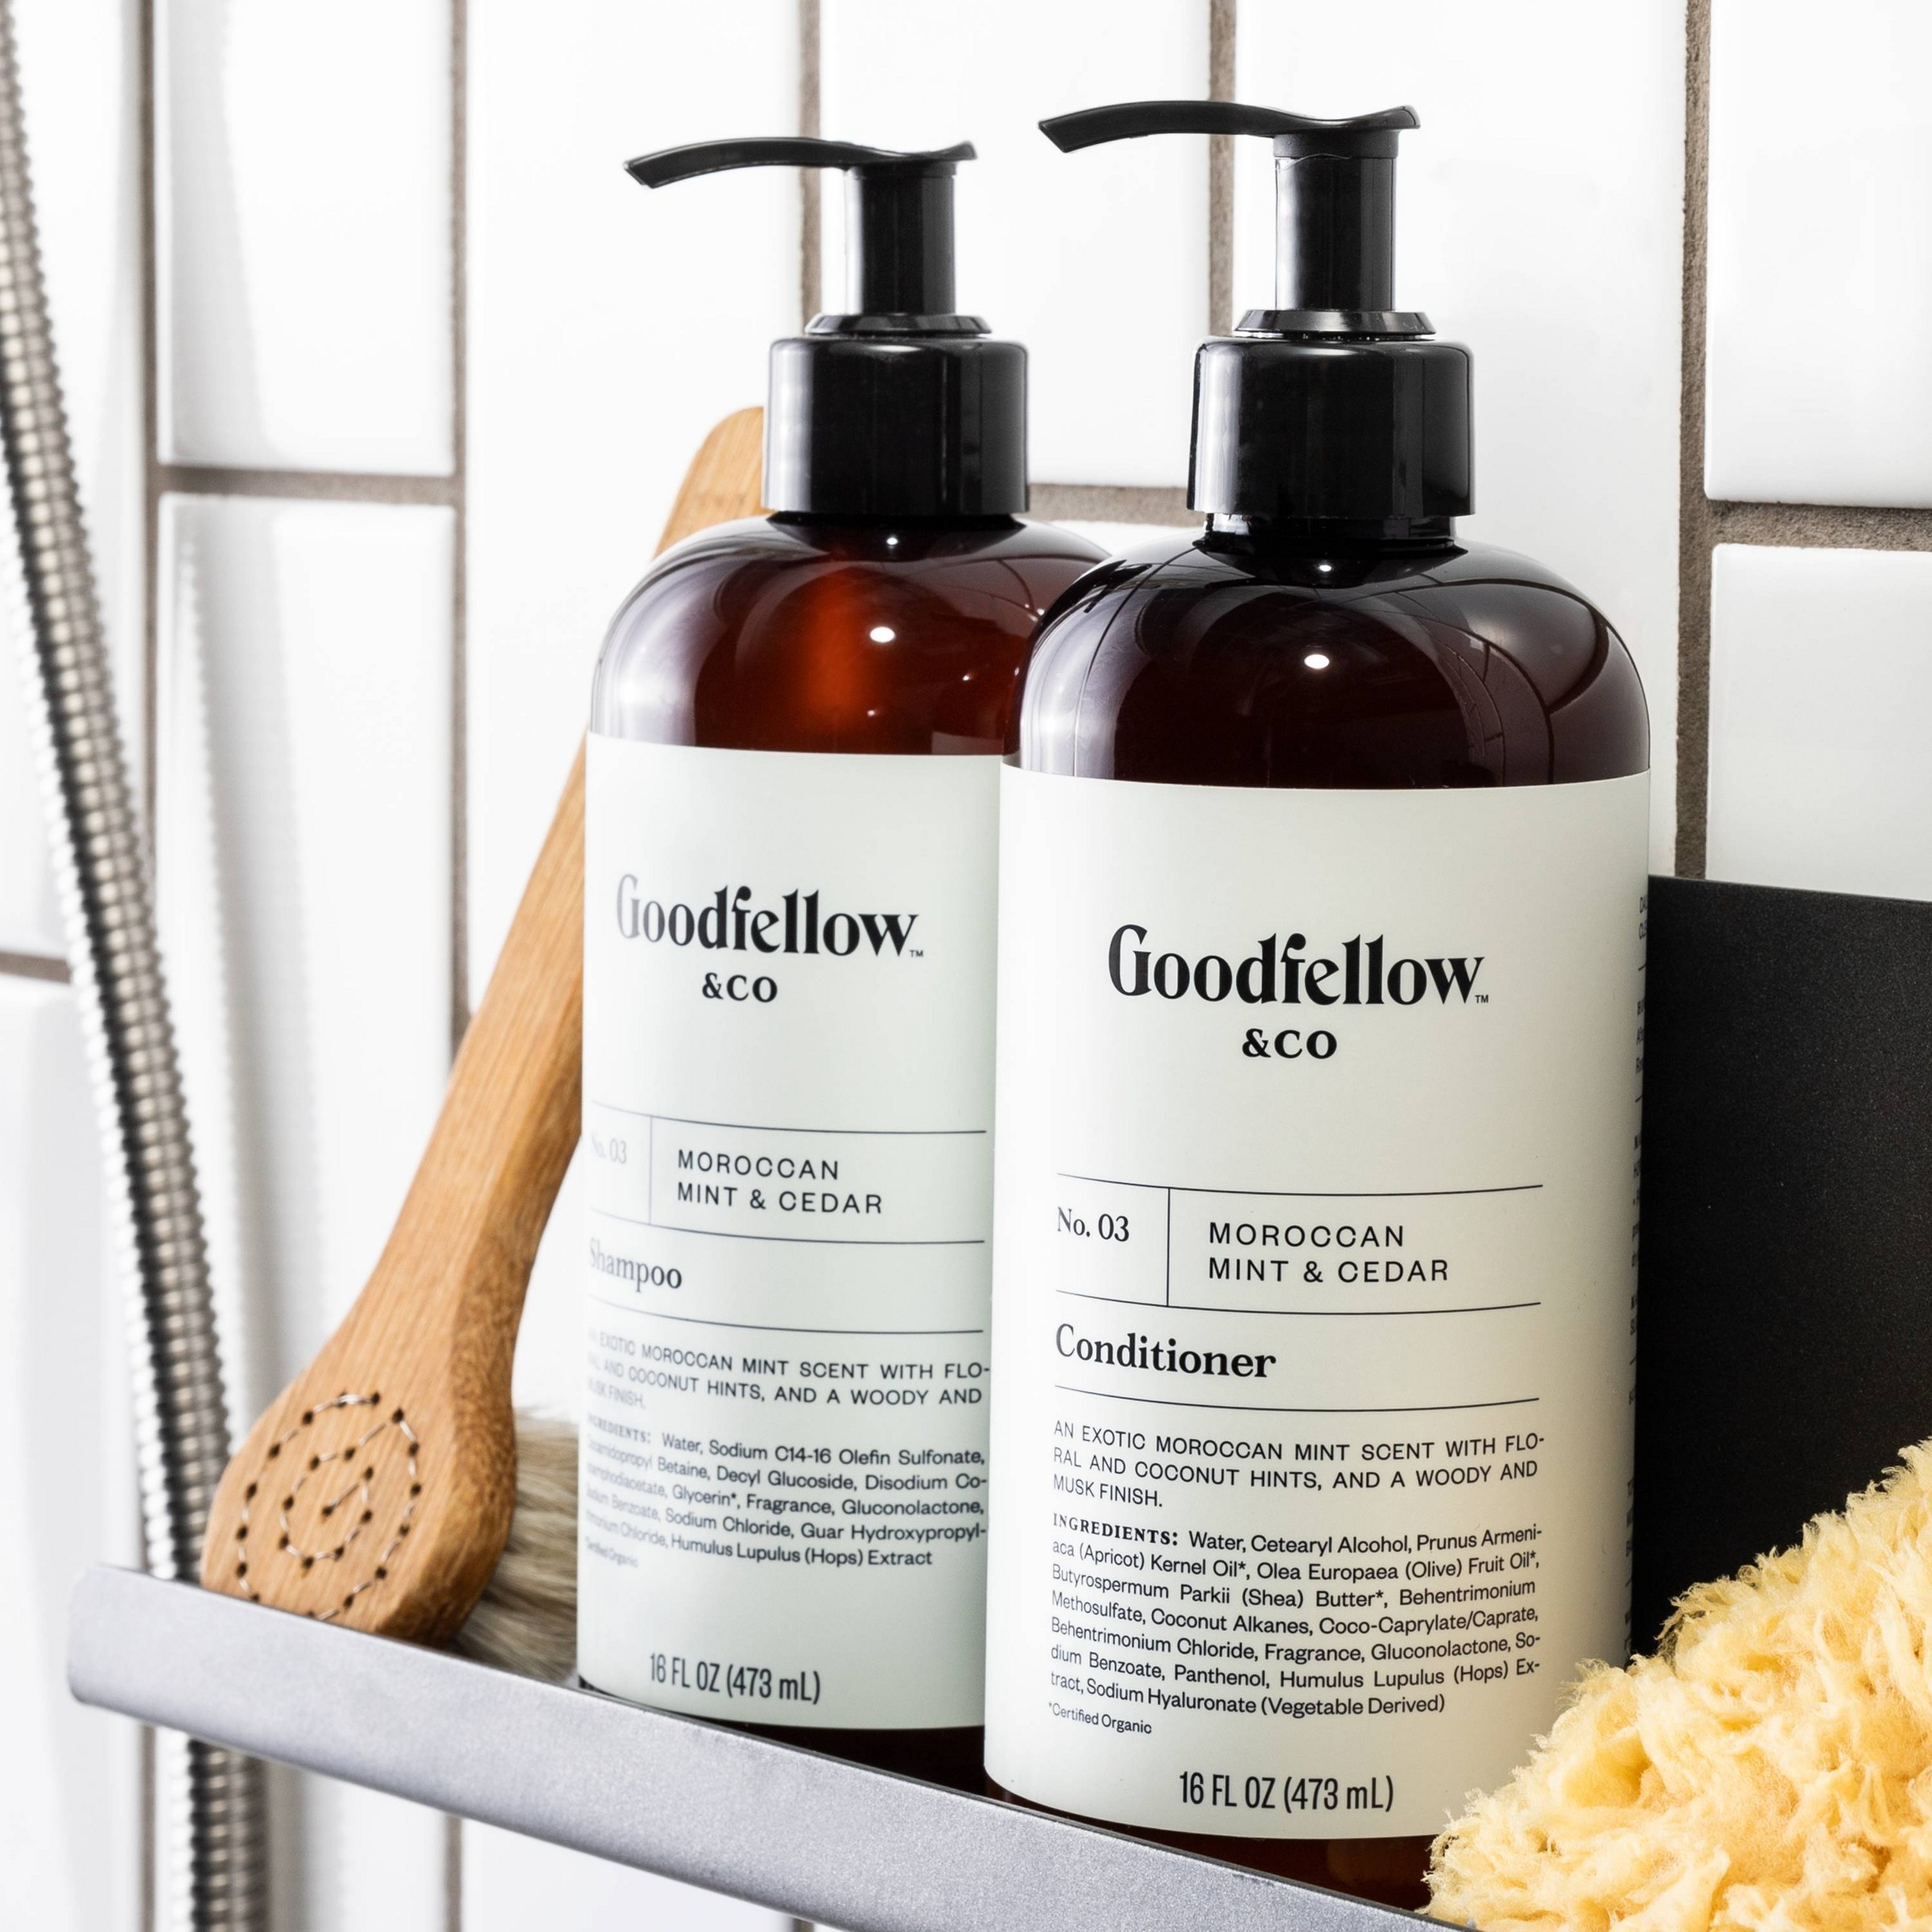 Goodfellow™
&CO
No. 03
MOROCCAN
MINT & CEDAR
Shampoo
AN EXOTIC MOROCCAN MINT SCENT WITH FLO-
RAL AND COCONUT HINTS, AND A WOODY AND
MUSK FINISH.
INGREDIENTS: Water, Sodium C14-16 Olefin Sulfonate,
Cocamidopropyl Betaine, Decyl Glucoside, Disodium Co-
coamphodiacetate, Glycerin*, Fragrance, Gluconolactone,
Sodium Benzoate, Sodium Chloride, Guar Hydroxypropyl-
trimonium Chloride, Humulus Lupulus (Hops) Extract
*Certified Organic
16 FL OZ (473 mL)
Goodfellow™
&CO
No. 03
MOROCCAN
MINT & CEDAR
Conditioner
AN EXOTIC MOROCCAN MINT SCENT WITH FLO-
RAL AND COCONUT HINTS, AND A WOODY AND
MUSK FINISH.
INGREDIENTS: Water, Cetearyl Alcohol, Prunus Armeni-
aca (Apricot) Kernel Oil*, Olea Europaea (Olive) Fruit Oil*,
Butyrospermum Parkii (Shea) Butter*, Behentrimonium
Methosulfate, Coconut Alkanes, Coco-Caprylate/Caprate,
Behentrimonium Chloride, Fragrance, Gluconolactone, So-
dium Benzoate, Panthenol, Humulus Lupulus (Hops) Ex-
tract, Sodium Hyaluronate (Vegetable Derived)
*Certified Organic
16 FL OZ (473 mL)